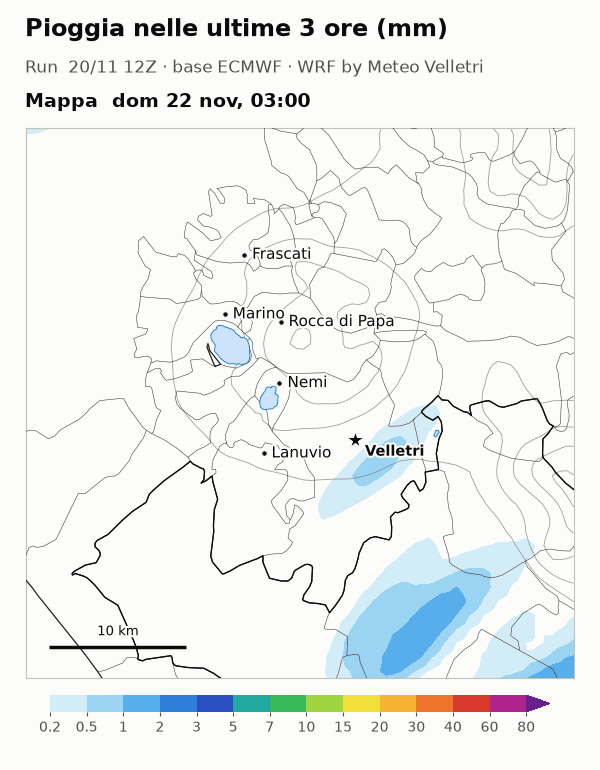 Pioggia nelle ultime 3 ore (mm)
Run  20/11 12Z · base ECMWF · WRF by Meteo Velletri
Mappa  dom 22 nov, 03:00
Frascati
Marino
Rocca di Papa
Nemi
Velletri
Lanuvio
10 km
0.2 0.5 1 2 3 5 7 10 15 20 30 40 60 80